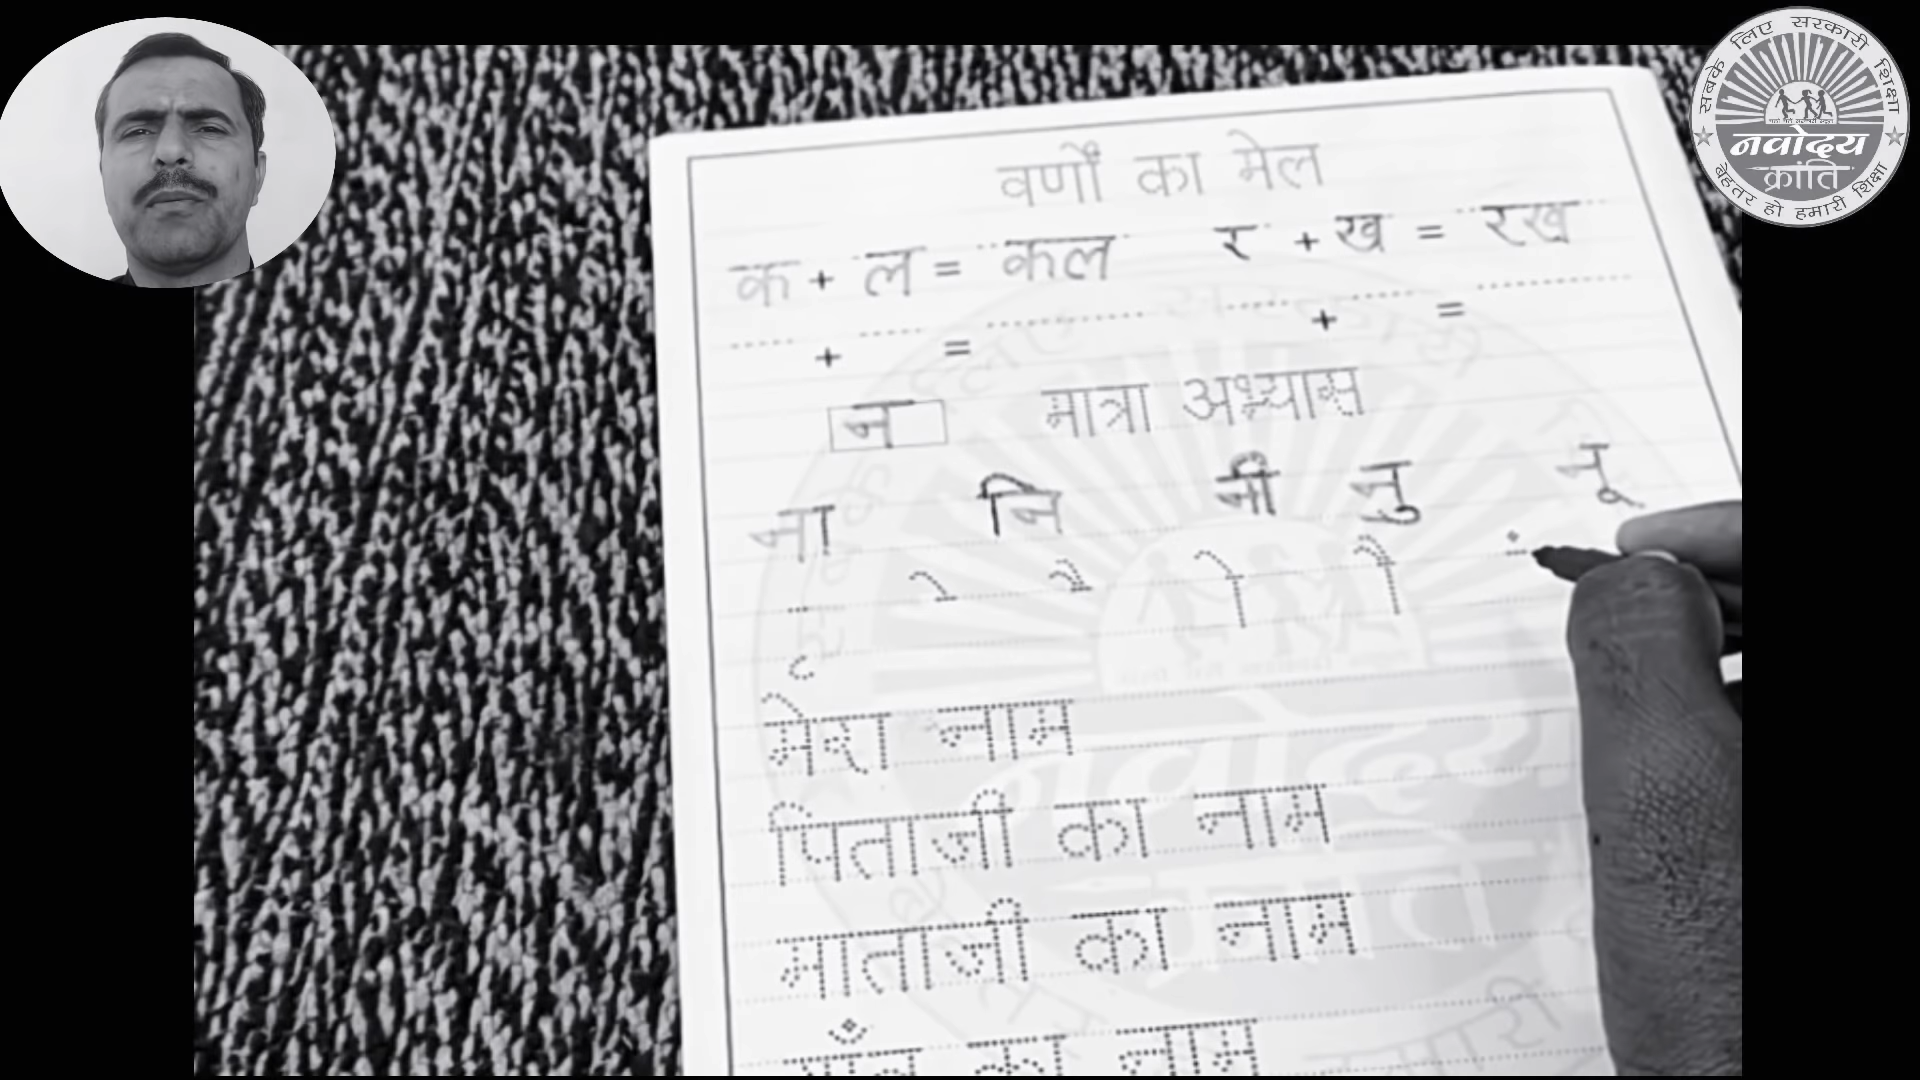 सबके लिए सरकारी शिक्षा
नवोदय
क्रांति
बेहतर हो हमारी शिक्षा
वर्णों का मेल
क + ल = कल र + ख = रख
+ = + =
न मात्रा अभ्यास
ना नि नी नु नू
े ै ो ौ ं
ृ
मेरा नाम
पिताजी का नाम
माताजी का नाम
गाँव का नाम